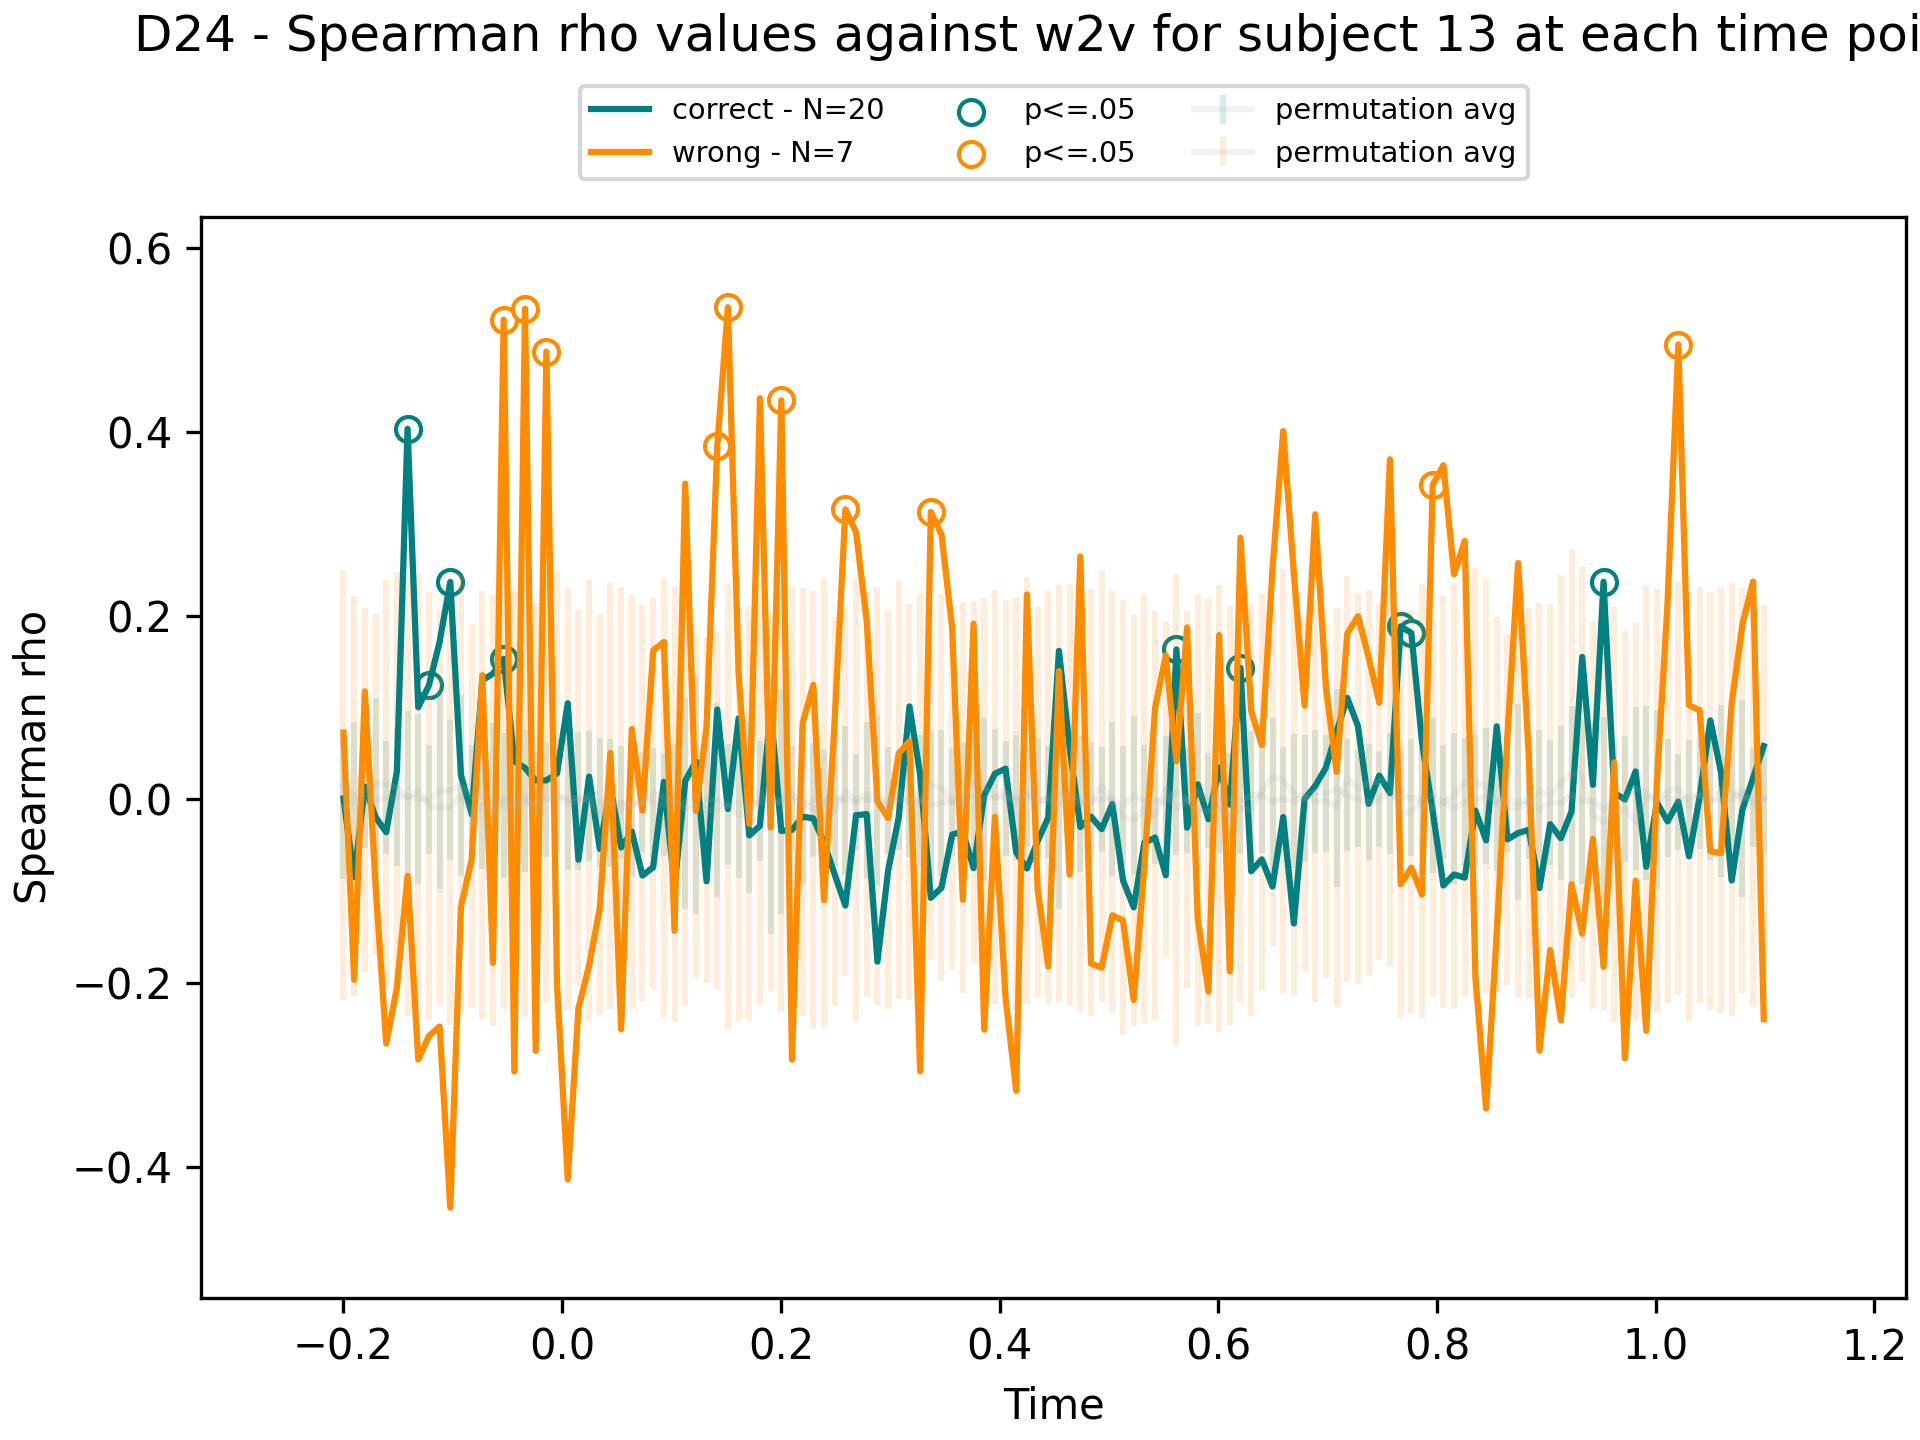 D24 - Spearman rho values against w2v for subject 13 at each time poi
correct - N=20 p<=.05 permutation avg
wrong - N=7 p<=.05 permutation avg
0.6
0.4
0.2
0.0
−0.2
−0.4
Spearman rho
−0.2 0.0 0.2 0.4 0.6 0.8 1.0 1.2
Time